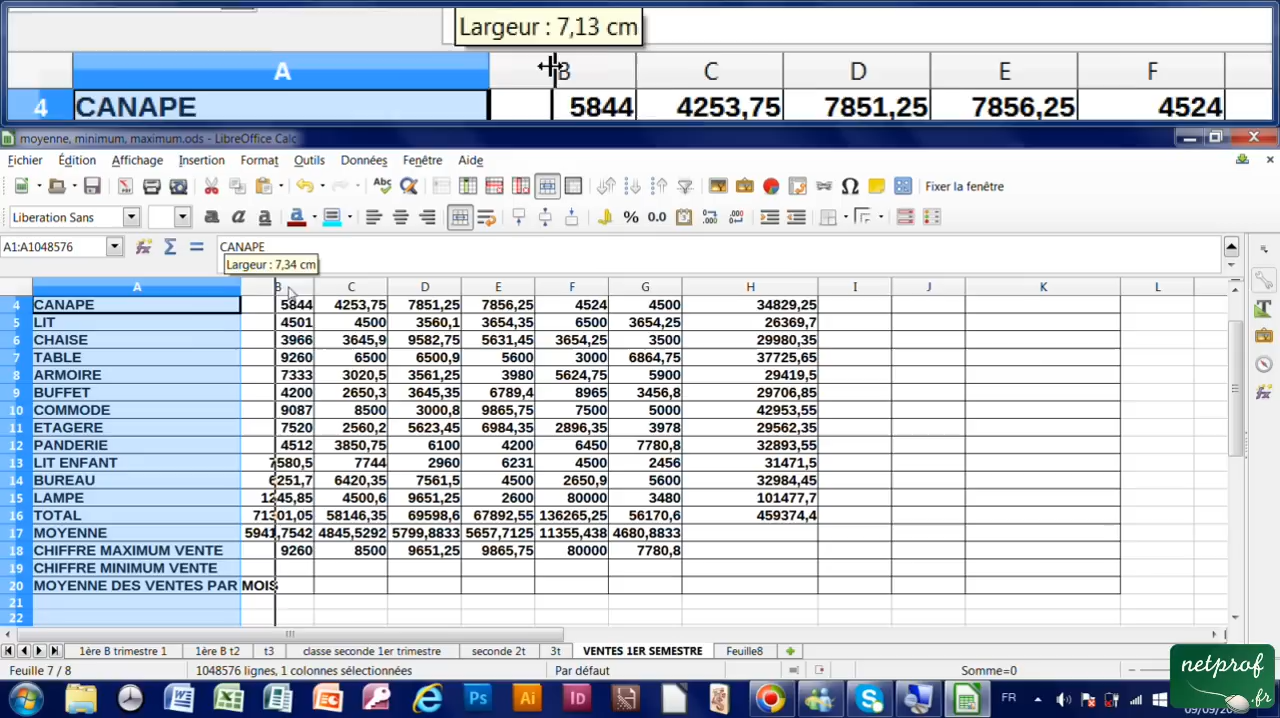 Largeur : 7,13 cm
A B C D E F
4 CANAPE 5844 4253,75 7851,25 7856,25 4524
moyenne, minimum, maximum.ods - LibreOffice Calc
Fichier Édition Affichage Insertion Format Outils Données Fenêtre Aide
Fixer la fenêtre
Liberation Sans
A1:A1048576 CANAPE
Largeur : 7,34 cm
A B C D E F G H I J K L
4 CANAPE 5844 4253,75 7851,25 7856,25 4524 4500 34829,25
5 LIT 4501 4500 3560,1 3654,35 6500 3654,25 26369,7
6 CHAISE 3966 3645,9 9582,75 5631,45 3654,25 3500 29980,35
7 TABLE 9260 6500 6500,9 5600 3000 6864,75 37725,65
8 ARMOIRE 7333 3020,5 3561,25 3980 5624,75 5900 29419,5
9 BUFFET 4200 2650,3 3645,35 6789,4 8965 3456,8 29706,85
10 COMMODE 9087 8500 3000,8 9865,75 7500 5000 42953,55
11 ETAGERE 7520 2560,2 5623,45 6984,35 2896,35 3978 29562,35
12 PANDERIE 4512 3850,75 6100 4200 6450 7780,8 32893,55
13 LIT ENFANT 7580,5 7744 2960 6231 4500 2456 31471,5
14 BUREAU 6251,7 6420,35 7561,5 4500 2650,9 5600 32984,45
15 LAMPE 1245,85 4500,6 9651,25 2600 80000 3480 101477,7
16 TOTAL 71301,05 58146,35 69598,6 67892,55 136265,25 56170,6 459374,4
17 MOYENNE 5941,7542 4845,5292 5799,8833 5657,7125 11355,438 4680,8833
18 CHIFFRE MAXIMUM VENTE 9260 8500 9651,25 9865,75 80000 7780,8
19 CHIFFRE MINIMUM VENTE
20 MOYENNE DES VENTES PAR MOIS
21
22
1ère B trimestre 1 1ère B t2 t3 classe seconde 1er trimestre seconde 2t 3t VENTES 1ER SEMESTRE Feuille8
Feuille 7 / 8 1048576 lignes, 1 colonnes sélectionnées Par défaut Somme=0
netprof
.fr
Ps Ai Id FR